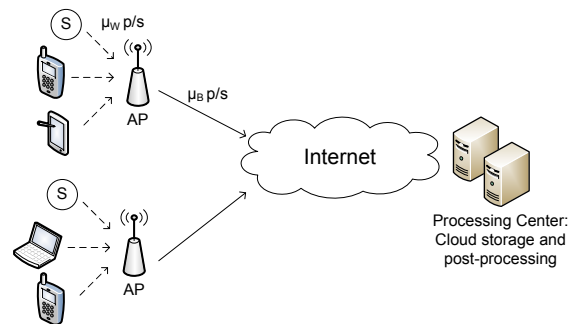 S
μW p/s
AP
μB p/s
Internet
S
AP
Processing Center:
Cloud storage and
post-processing